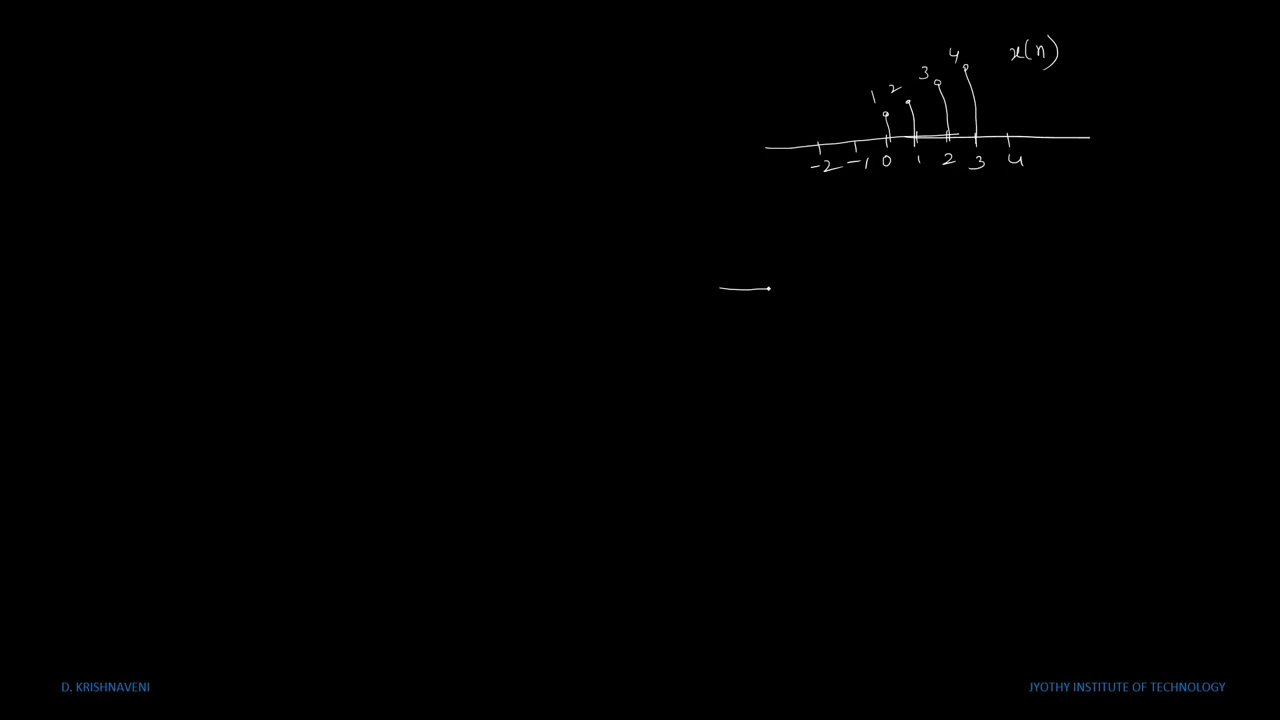 4 x(n)
3
1 2
-2 -1 0 1 2 3 4
D. KRISHNAVENI
JYOTHY INSTITUTE OF TECHNOLOGY